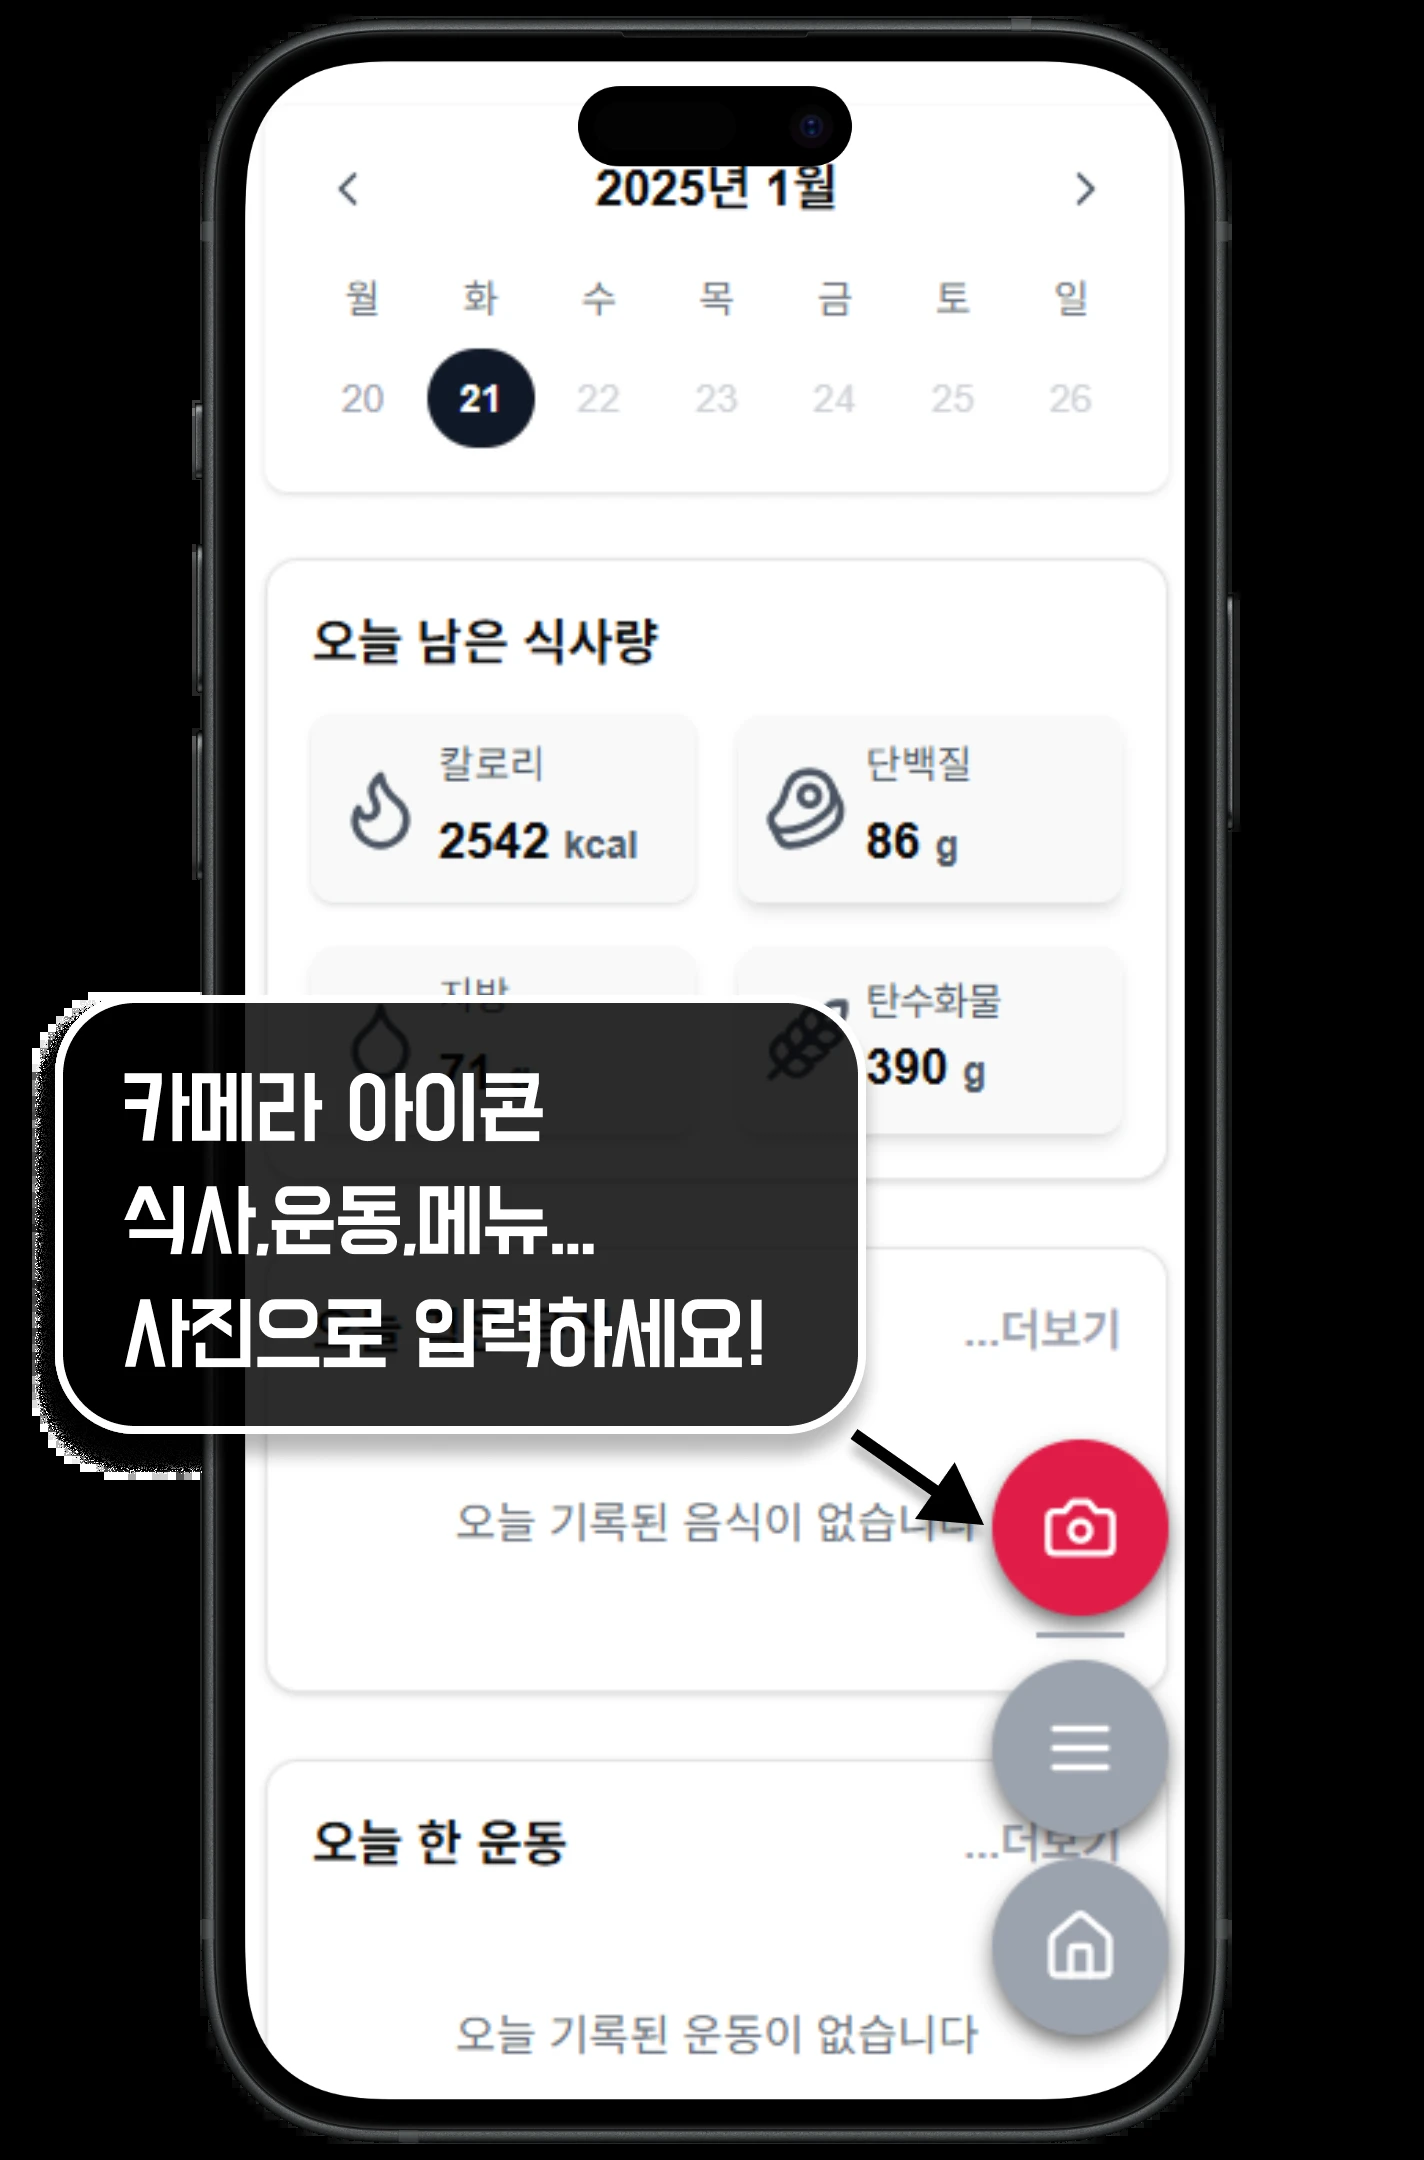 2025년 1월
월 화 수 목 금 토 일
20 21 22 23 24 25 26
오늘 남은 식사량
칼로리
2542 kcal
단백질
86 g
지방
71 g
탄수화물
390 g
카메라 아이콘
식사,운동,메뉴...
사진으로 입력하세요!
...더보기
오늘 기록된 음식이 없습니다
오늘 한 운동
...더보기
오늘 기록된 운동이 없습니다